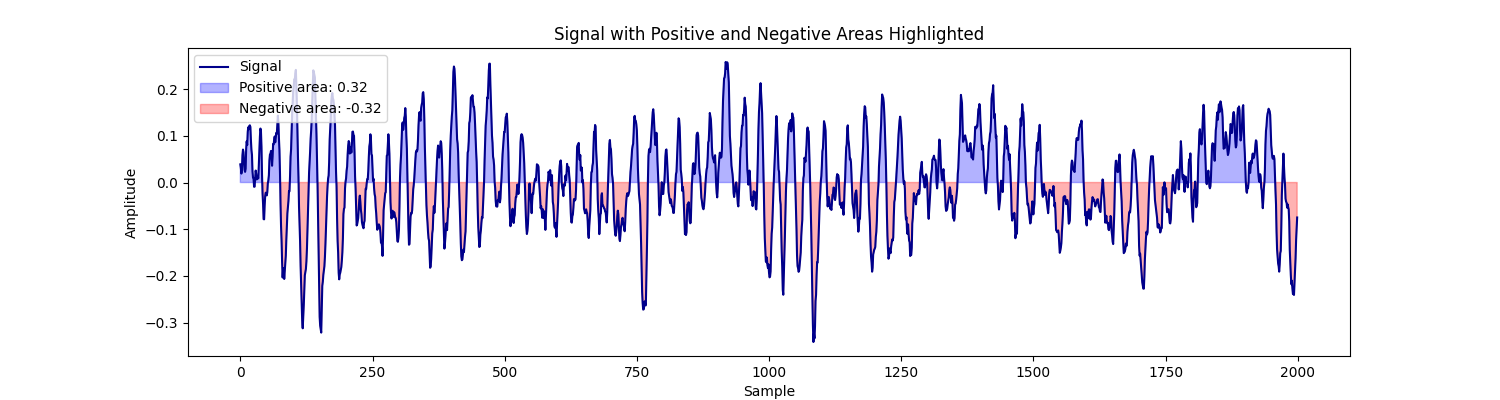 Signal with Positive and Negative Areas Highlighted
Signal
Positive area: 0.32
Negative area: -0.32
Amplitude
0.2
0.1
0.0
−0.1
−0.2
−0.3
0 250 500 750 1000 1250 1500 1750 2000
Sample